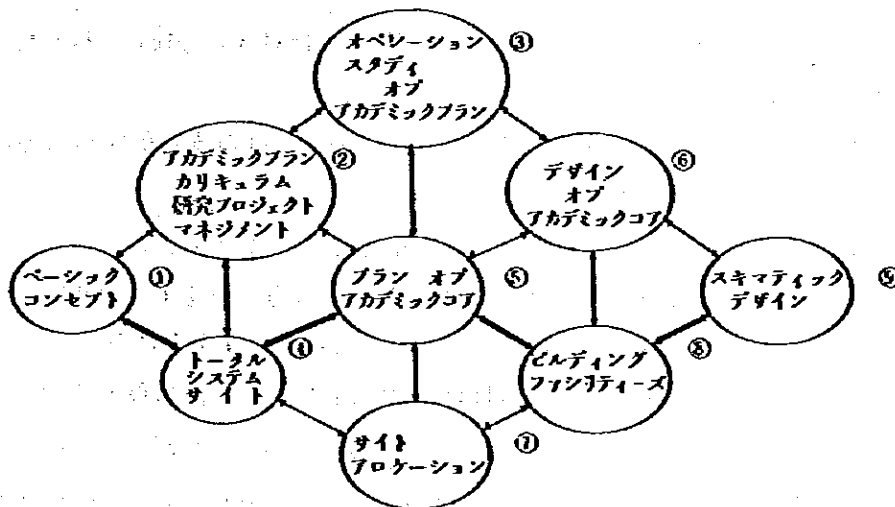 オペレーション
スタディ
オブ
アカデミックプラン
③
アカデミックプラン
カリキュラム
研究プロジェクト
マネジメント
②
デザイン
オブ
アカデミックコア
⑥
ベーシック
コンセプト
①
プラン オブ
アカデミックコア
⑤
スキマティック
デザイン
⑨
トータル
システム
サイト
④
ビルディング
ファシリティーズ
⑧
サイト
アロケーション
⑦